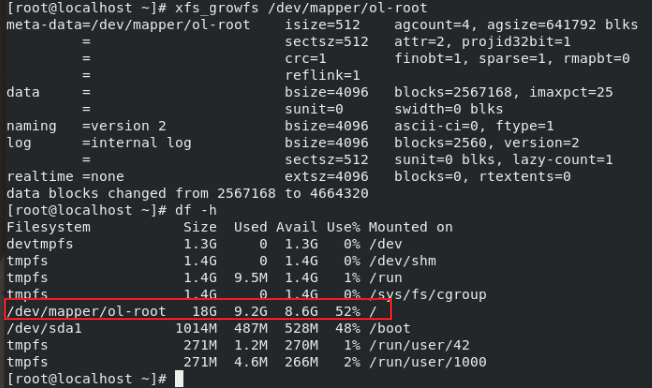 [root@localhost ~]# xfs_growfs /dev/mapper/ol-root
meta-data=/dev/mapper/ol-root    isize=512    agcount=4, agsize=641792 blks
         =                       sectsz=512   attr=2, projid32bit=1
         =                       crc=1        finobt=1, sparse=1, rmapbt=0
         =                       reflink=1
data     =                       bsize=4096   blocks=2567168, imaxpct=25
         =                       sunit=0      swidth=0 blks
naming   =version 2              bsize=4096   ascii-ci=0, ftype=1
log      =internal log           bsize=4096   blocks=2560, version=2
         =                       sectsz=512   sunit=0 blks, lazy-count=1
realtime =none                   extsz=4096   blocks=0, rtextents=0
data blocks changed from 2567168 to 4664320
[root@localhost ~]# df -h
Filesystem           Size  Used Avail Use% Mounted on
devtmpfs             1.3G     0  1.3G   0% /dev
tmpfs                1.4G     0  1.4G   0% /dev/shm
tmpfs                1.4G  9.5M  1.4G   1% /run
tmpfs                1.4G     0  1.4G   0% /sys/fs/cgroup
/dev/mapper/ol-root   18G  9.2G  8.6G  52% /
/dev/sda1           1014M  487M  528M  48% /boot
tmpfs                271M  1.2M  270M   1% /run/user/42
tmpfs                271M  4.6M  266M   2% /run/user/1000
[root@localhost ~]#